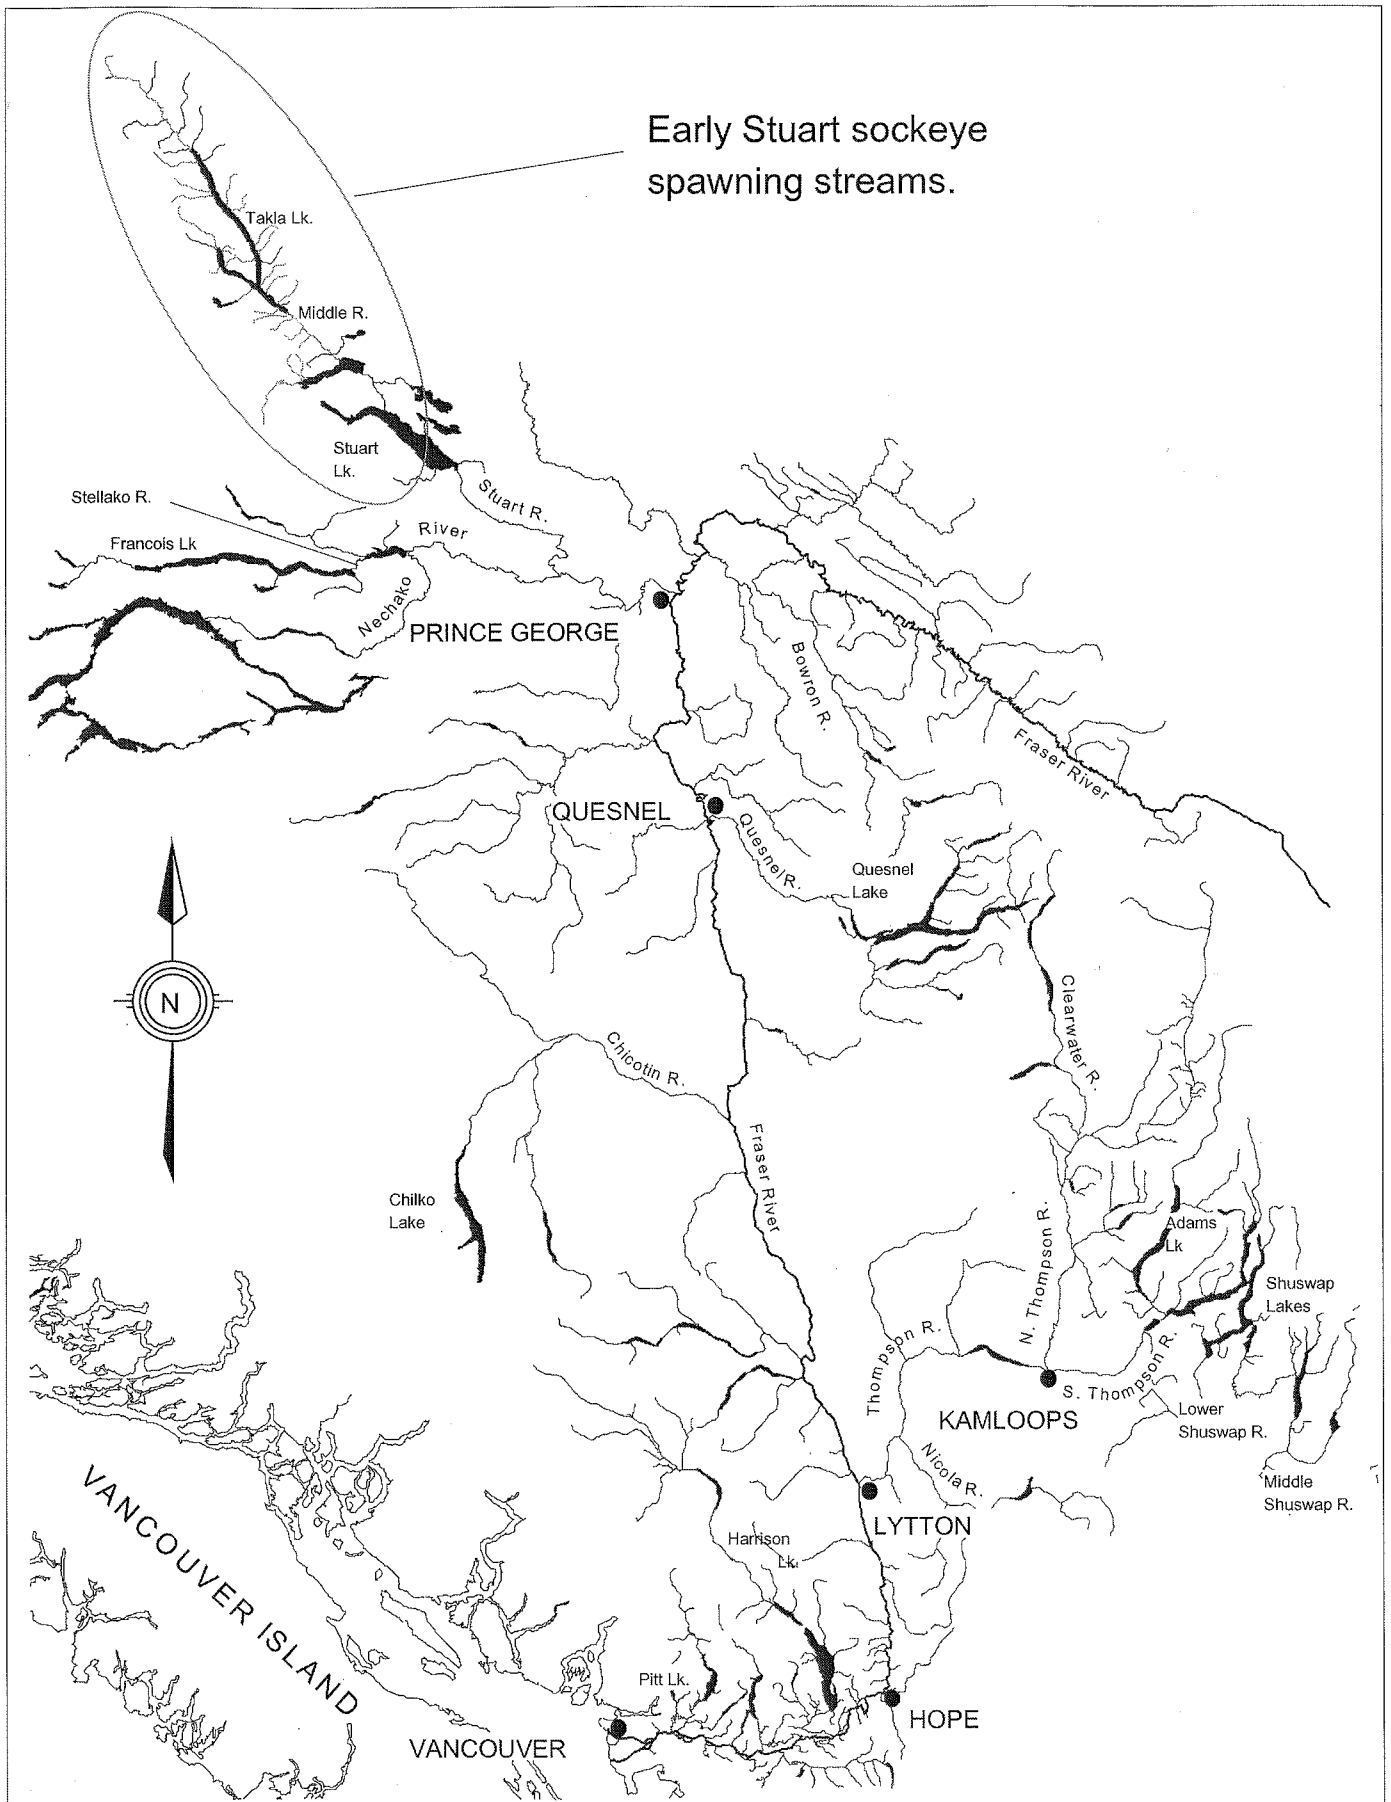 Early Stuart sockeye
spawning streams.
Takla Lk.
Middle R.
Stuart
Lk.
Stuart R.
Stellako R.
River
Francois Lk
Nechako
PRINCE GEORGE
Bowron R.
Fraser River
QUESNEL
Quesnel R.
Quesnel
Lake
N
Clearwater R.
Chicotin R.
Fraser River
Chilko
Lake
N. Thompson R.
Adams
Lk
Shuswap
Lakes
Thompson R.
S. Thompson R.
KAMLOOPS
Lower
Shuswap R.
Nicola R.
Middle
Shuswap R.
LYTTON
VANCOUVER ISLAND
Harrison
Lk.
Pitt Lk.
HOPE
VANCOUVER